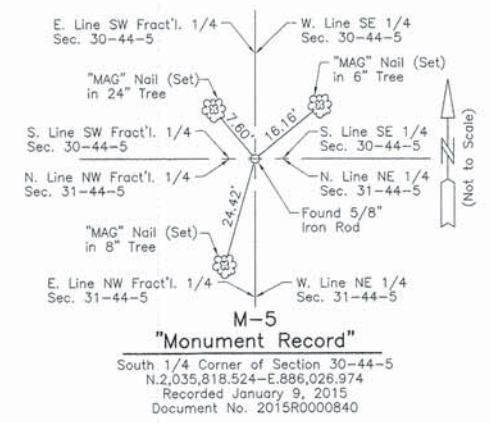 E. Line SW Fract'l. 1/4
Sec. 30-44-5
W. Line SE 1/4
Sec. 30-44-5
"MAG" Nail (Set)
in 24" Tree
"MAG" Nail (Set)
in 6" Tree
7.60'
16.16'
S. Line SW Fract'l. 1/4
Sec. 30-44-5
S. Line SE 1/4
Sec. 30-44-5
N. Line NW Fract'l. 1/4
Sec. 31-44-5
N. Line NE 1/4
Sec. 31-44-5
N
(Not to Scale)
24.42'
Found 5/8"
Iron Rod
"MAG" Nail (Set)
in 8" Tree
E. Line NW Fract'l. 1/4
Sec. 31-44-5
W. Line NE 1/4
Sec. 31-44-5
M-5
"Monument Record"
South 1/4 Corner of Section 30-44-5
N.2,035,818.524-E.886,026.974
Recorded January 9, 2015
Document No. 2015R0000840